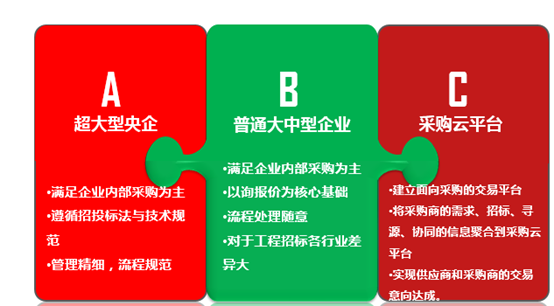 A
超大型央企
•满足企业内部采购为主
•遵循招投标法与技术规
范
•管理精细，流程规范
B
普通大中型企业
•满足企业内部采购为主
•以询报价为核心基础
•流程处理随意
•对于工程招标各行业差
异大
C
采购云平台
•建立面向采购的交易平台
•将采购商的需求、招标、寻
源、协同的信息聚合到采购云
平台
•实现供应商和采购商的交易
意向达成。